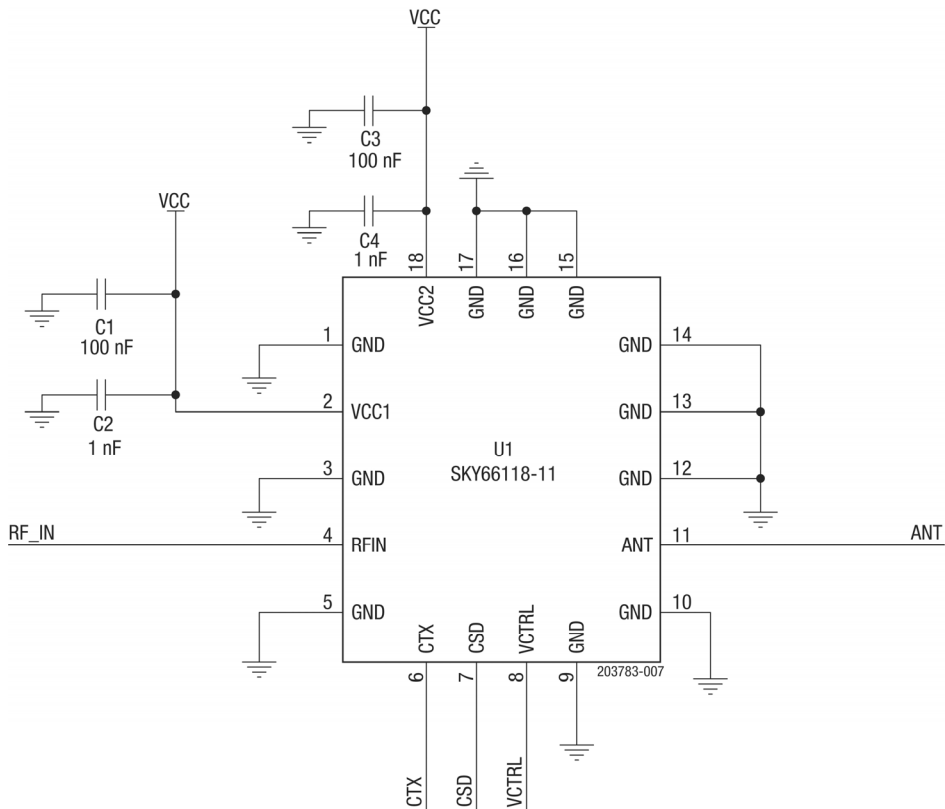 VCC
C3
100 nF
VCC
C4
1 nF
18
17
16
15
VCC2
GND
GND
GND
C1
100 nF
1
GND
GND
14
C2
1 nF
2
VCC1
GND
13
U1
SKY66118-11
3
GND
GND
12
RF_IN
4
RFIN
ANT
11
ANT
5
GND
CTX
CSD
VCTRL
GND
GND
10
203783-007
6
7
8
9
CTX
CSD
VCTRL